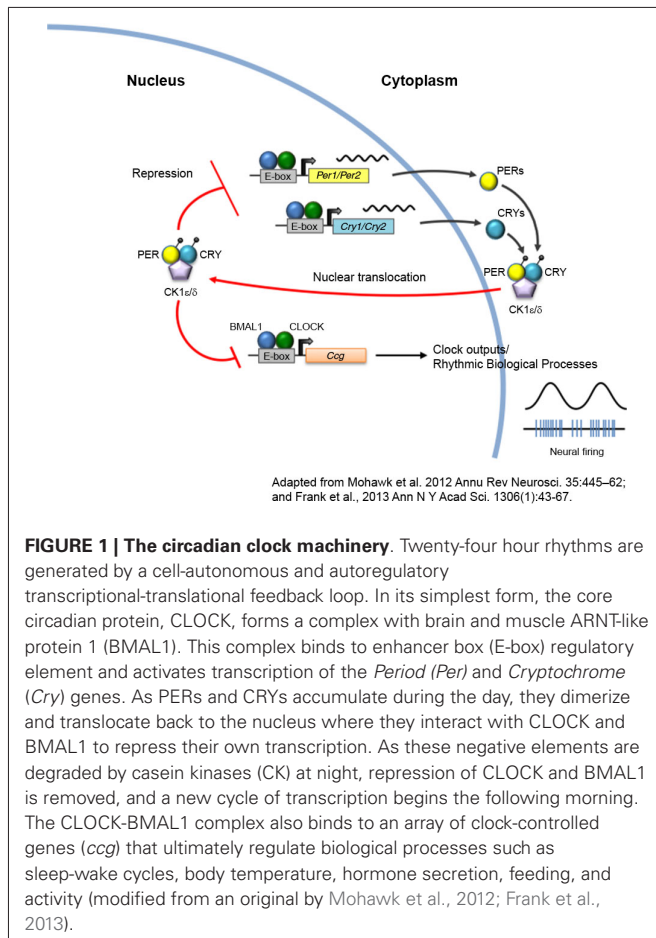 Nucleus
Cytoplasm
Repression
E-box
Per1/Per2
PERs
CRYs
E-box
Cry1/Cry2
PER
CRY
CK1ε/δ
Nuclear translocation
PER
CRY
CK1ε/δ
BMAL1
CLOCK
E-box
Ccg
Clock outputs/
Rhythmic Biological Processes
Neural firing
Adapted from Mohawk et al. 2012 Annu Rev Neurosci. 35:445–62;
and Frank et al., 2013 Ann N Y Acad Sci. 1306(1):43-67.
FIGURE 1 | The circadian clock machinery. Twenty-four hour rhythms are
generated by a cell-autonomous and autoregulatory
transcriptional-translational feedback loop. In its simplest form, the core
circadian protein, CLOCK, forms a complex with brain and muscle ARNT-like
protein 1 (BMAL1). This complex binds to enhancer box (E-box) regulatory
element and activates transcription of the Period (Per) and Cryptochrome
(Cry) genes. As PERs and CRYs accumulate during the day, they dimerize
and translocate back to the nucleus where they interact with CLOCK and
BMAL1 to repress their own transcription. As these negative elements are
degraded by casein kinases (CK) at night, repression of CLOCK and BMAL1
is removed, and a new cycle of transcription begins the following morning.
The CLOCK-BMAL1 complex also binds to an array of clock-controlled
genes (ccg) that ultimately regulate biological processes such as
sleep-wake cycles, body temperature, hormone secretion, feeding, and
activity (modified from an original by Mohawk et al., 2012; Frank et al.,
2013).